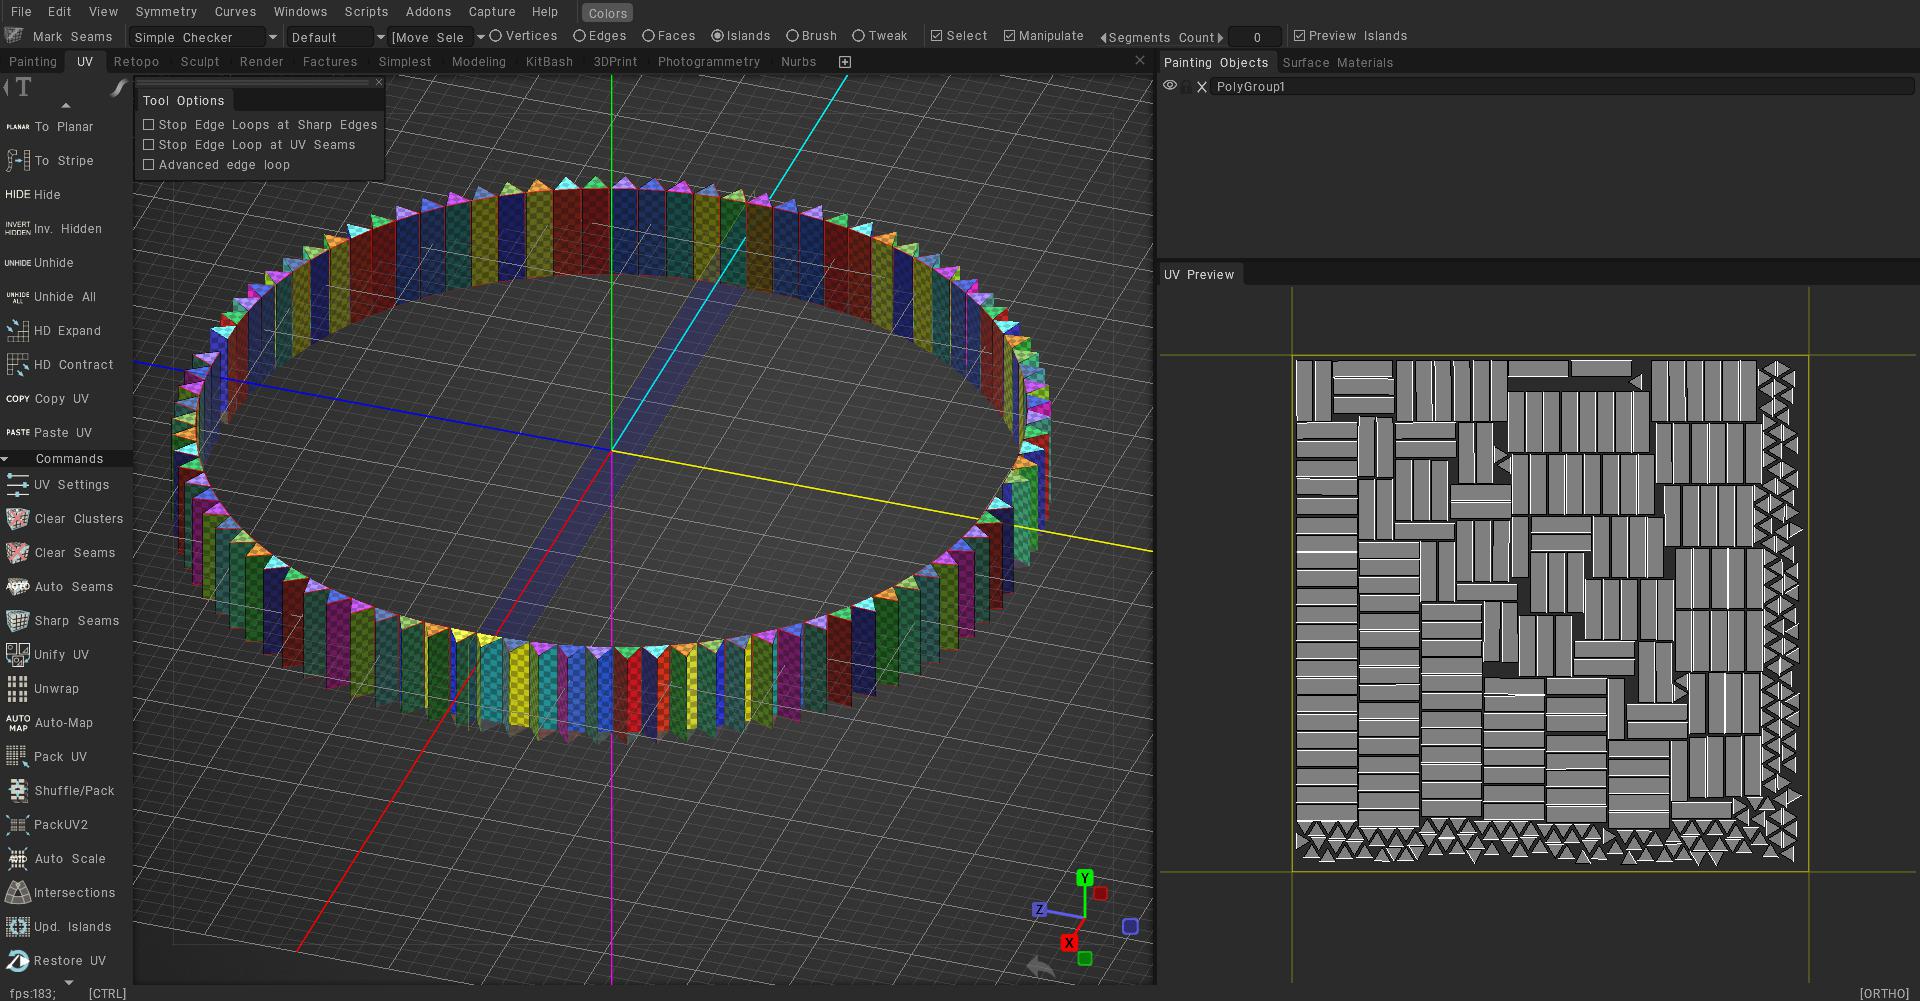 File Edit View Symmetry Curves Windows Scripts Addons Capture Help Colors
Mark Seams Simple Checker Default [Move Sele Vertices Edges Faces Islands Brush Tweak Select Manipulate Segments Count 0 Preview Islands
Painting UV Retopo Sculpt Render Factures Simplest Modeling KitBash 3DPrint Photogrammetry Nurbs
Painting Objects Surface Materials
PolyGroup1
Tool Options
Stop Edge Loops at Sharp Edges
Stop Edge Loop at UV Seams
Advanced edge loop
T
PLANAR To Planar
To Stripe
HIDE Hide
INVERT HIDDEN Inv. Hidden
UNHIDE Unhide
UNHIDE ALL Unhide All
HD Expand
HD Contract
COPY Copy UV
PASTE Paste UV
Commands
UV Settings
Clear Clusters
Clear Seams
AUTO Auto Seams
Sharp Seams
Unify UV
Unwrap
AUTO MAP Auto-Map
Pack UV
Shuffle/Pack
PackUV2
AUTO Auto Scale
Intersections
Upd. Islands
Restore UV
fps:183; [CTRL]
UV Preview
Y
Z
X
[ORTHO]